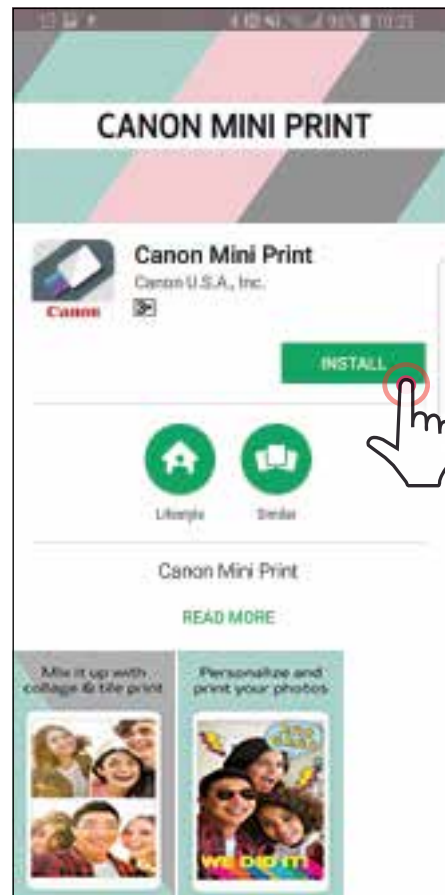 CANON MINI PRINT
Canon Mini Print
Canon U.S.A., Inc.
Canon
3+
INSTALL
Lifestyle
Similar
Canon Mini Print
READ MORE
Mix it up with
collage & tile print
Personalize and
print your photos
WE DID IT!